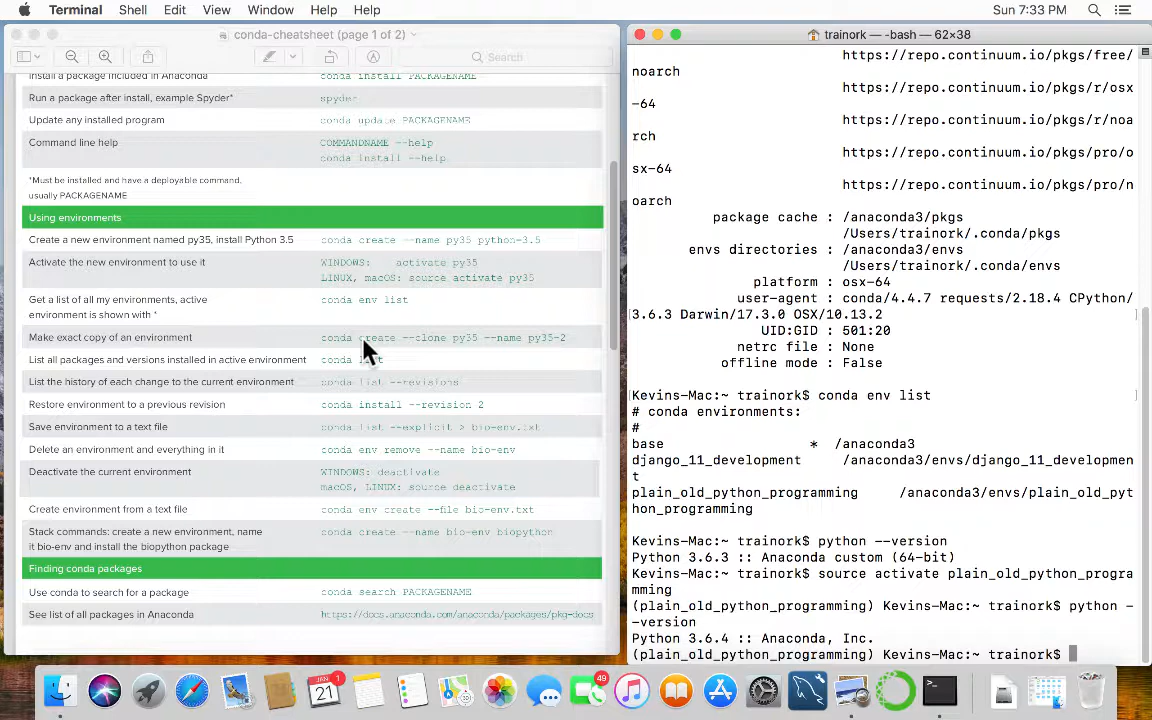 Terminal Shell Edit View Window Help Help Sun 7:33 PM
conda-cheatsheet (page 1 of 2)
Search
Install a package included in Anaconda conda install PACKAGENAME
Run a package after install, example Spyder* spyder
Update any installed program conda update PACKAGENAME
Command line help COMMANDNAME --help
conda install --help
*Must be installed and have a deployable command,
usually PACKAGENAME
Using environments
Create a new environment named py35, install Python 3.5 conda create --name py35 python=3.5
Activate the new environment to use it WINDOWS: activate py35
LINUX, macOS: source activate py35
Get a list of all my environments, active conda env list
environment is shown with *
Make exact copy of an environment conda create --clone py35 --name py35-2
List all packages and versions installed in active environment conda list
List the history of each change to the current environment conda list --revisions
Restore environment to a previous revision conda install --revision 2
Save environment to a text file conda list --explicit > bio-env.txt
Delete an environment and everything in it conda env remove --name bio-env
Deactivate the current environment WINDOWS: deactivate
macOS, LINUX: source deactivate
Create environment from a text file conda env create --file bio-env.txt
Stack commands: create a new environment, name conda create --name bio-env biopython
it bio-env and install the biopython package
Finding conda packages
Use conda to search for a package conda search PACKAGENAME
See list of all packages in Anaconda https://docs.anaconda.com/anaconda/packages/pkg-docs
trainork — -bash — 62×38
https://repo.continuum.io/pkgs/free/
noarch
https://repo.continuum.io/pkgs/r/osx
-64
https://repo.continuum.io/pkgs/r/noa
rch
https://repo.continuum.io/pkgs/pro/o
sx-64
https://repo.continuum.io/pkgs/pro/n
oarch
package cache : /anaconda3/pkgs
/Users/trainork/.conda/pkgs
envs directories : /anaconda3/envs
/Users/trainork/.conda/envs
platform : osx-64
user-agent : conda/4.4.7 requests/2.18.4 CPython/
3.6.3 Darwin/17.3.0 OSX/10.13.2
UID:GID : 501:20
netrc file : None
offline mode : False
Kevins-Mac:~ trainork$ conda env list
# conda environments:
#
base * /anaconda3
django_11_development /anaconda3/envs/django_11_developmen
t
plain_old_python_programming /anaconda3/envs/plain_old_pyt
hon_programming
Kevins-Mac:~ trainork$ python --version
Python 3.6.3 :: Anaconda custom (64-bit)
Kevins-Mac:~ trainork$ source activate plain_old_python_progra
mming
(plain_old_python_programming) Kevins-Mac:~ trainork$ python -
-version
Python 3.6.4 :: Anaconda, Inc.
(plain_old_python_programming) Kevins-Mac:~ trainork$
JAN
21
1
49